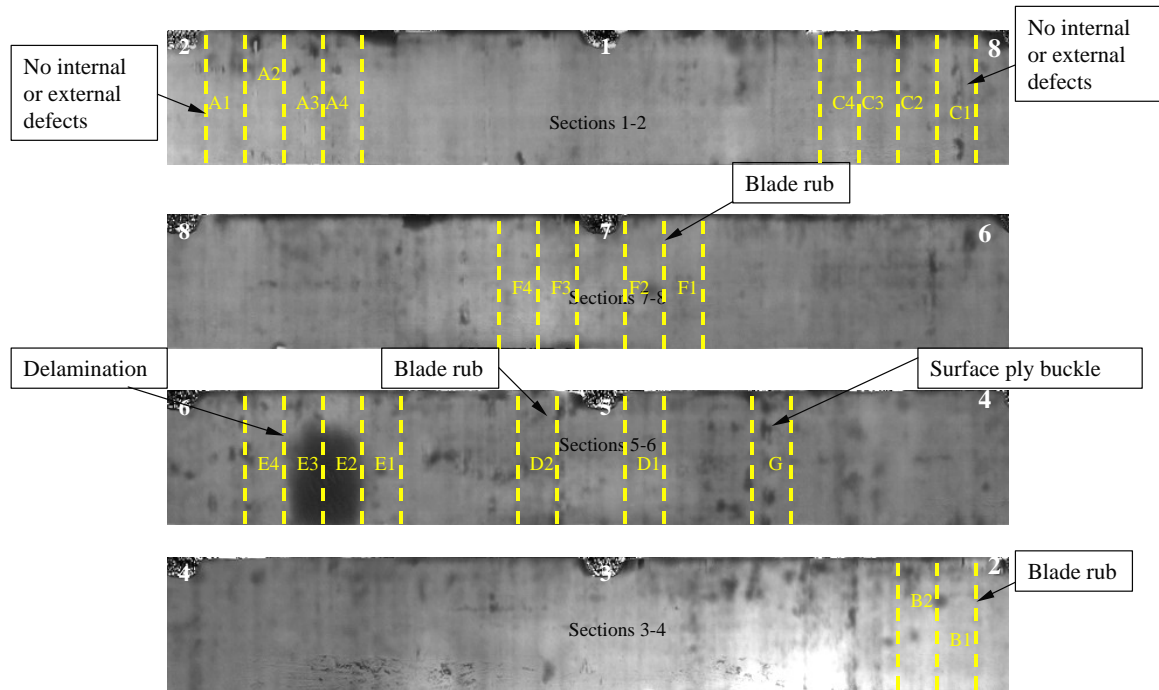 2
1
8
No internal
or external
defects
No internal
or external
defects
A1
A2
A3
A4
C4
C3
C2
C1
Sections 1-2
Blade rub
8
7
6
F4
F3
F2
F1
Sections 7-8
Delamination
Blade rub
Surface ply buckle
6
5
4
Sections 5-6
E4
E3
E2
E1
D2
D1
G
4
3
2
Blade rub
B2
B1
Sections 3-4